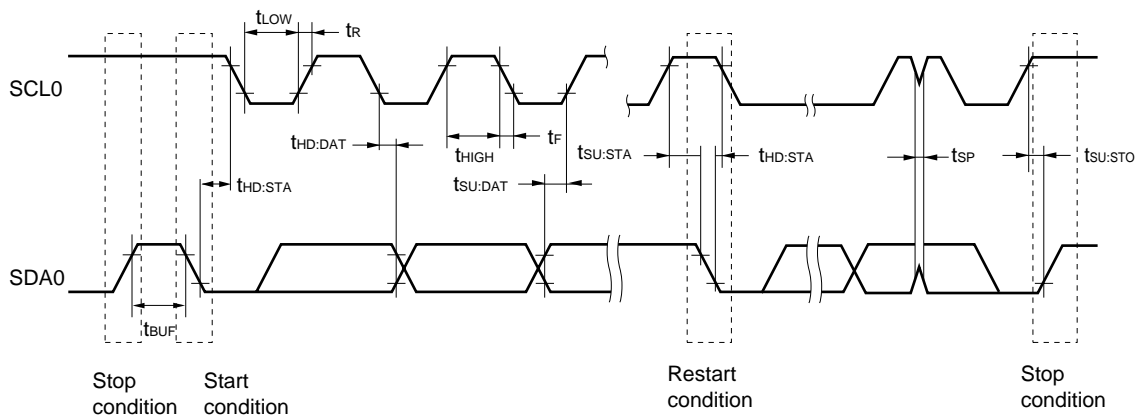 tLOW
tR
SCL0
tHD:DAT
tHIGH
tF
tSU:STA
tHD:STA
tSP
tSU:STO
tHD:STA
tSU:DAT
SDA0
tBUF
Stop
condition
Start
condition
Restart
condition
Stop
condition